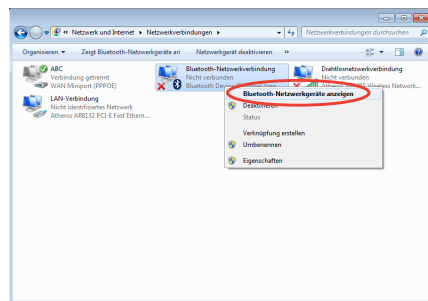 « Netzwerk und Internet ▸ Netzwerkverbindungen ▸
Netzwerkverbindungen durchsuchen
Organisieren
Zeigt Bluetooth-Netzwerkgeräte an
Netzwerkgerät deaktivieren
»
ABC
Verbindung getrennt
WAN Miniport (PPPOE)
Bluetooth-Netzwerkverbindung
Nicht verbunden
Bluetooth Device
Drahtlosnetzwerkverbindung
Nicht verbunden
Atheros Wireless Network...
LAN-Verbindung
Nicht identifiziertes Netzwerk
Atheros AR8132 PCI-E Fast Ethern...
Bluetooth-Netzwerkgeräte anzeigen
Deaktivieren
Status
Verknüpfung erstellen
Umbenennen
Eigenschaften